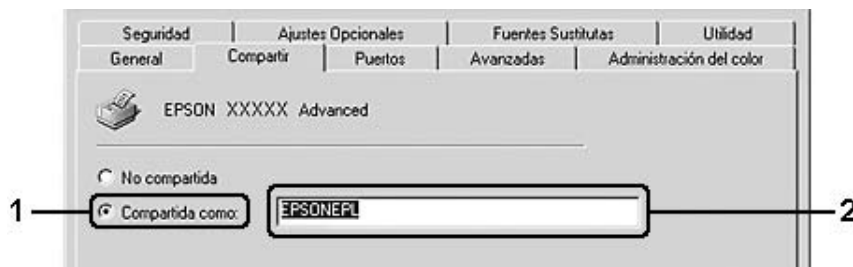 Seguridad Ajustes Opcionales Fuentes Sustitutas Utilidad
General Compartir Puertos Avanzadas Administración del color
EPSON XXXXX Advanced
No compartida
1 Compartida como: EPSONEPL 2